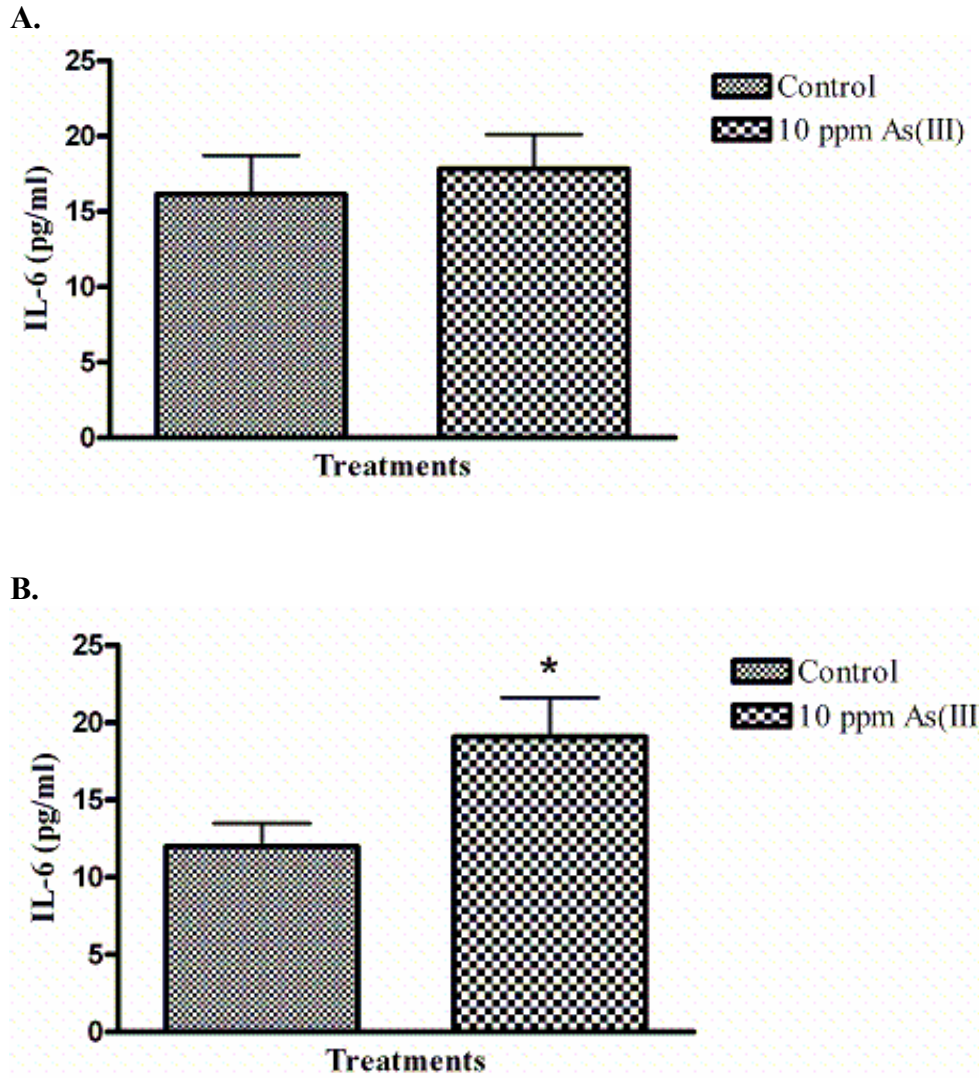 A.
25
20
15
10
5
0
IL-6 (pg/ml)
Treatments
Control
10 ppm As(III)
B.
25
20
15
10
5
0
IL-6 (pg/ml)
*
Treatments
Control
10 ppm As(III